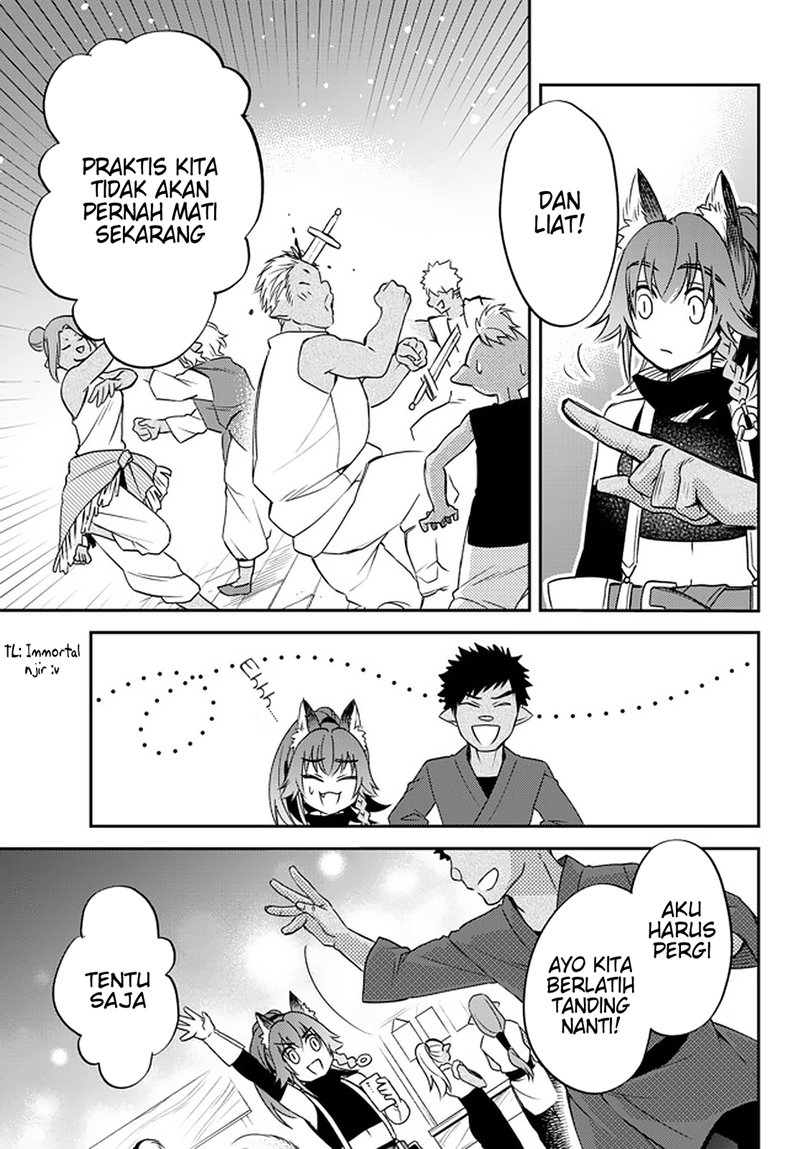 DAN
LIAT!
PRAKTIS KITA
TIDAK AKAN
PERNAH MATI
SEKARANG
TL: Immortal
njir :v
Ehh..
AKU
HARUS
PERGI
AYO KITA
BERLATIH
TANDING
NANTI!
TENTU
SAJA